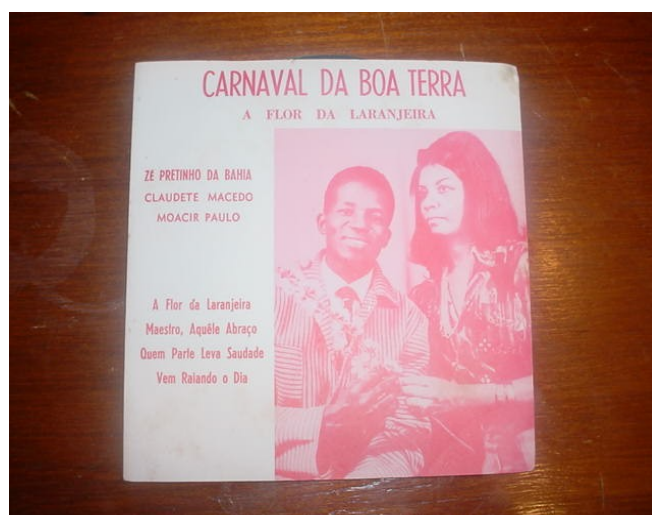 CARNAVAL DA BOA TERRA
A FLOR DA LARANJEIRA
ZE PRETINHO DA BAHIA
CLAUDETE MACEDO
MOACIR PAULO
A Flor da Laranjeira
Maestro, Aquêle Abraço
Quem Parte Leva Saudade
Vem Raiando o Dia